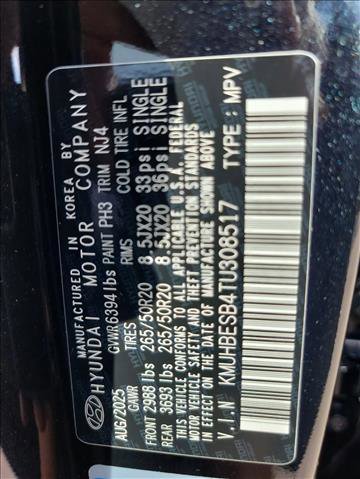 MANUFACTURED IN KOREA BY
HYUNDAI MOTOR COMPANY
GVWR 6394 lbs PAINT PH3 TRIM NJ4
AUG/2025 GAWR TIRES RIMS COLD TIRE INFL
FRONT 2988 lbs 265/50R20 8.5JX20 36psi SINGLE
REAR 3693 lbs 265/50R20 8.5JX20 36psi SINGLE
THIS VEHICLE CONFORMS TO ALL APPLICABLE U.S.A. FEDERAL
MOTOR VEHICLE SAFETY AND THEFT PREVENTION STANDARDS
IN EFFECT ON THE DATE OF MANUFACTURE SHOWN ABOVE
V.I.N KMUHBESB4TU308517 TYPE : MPV